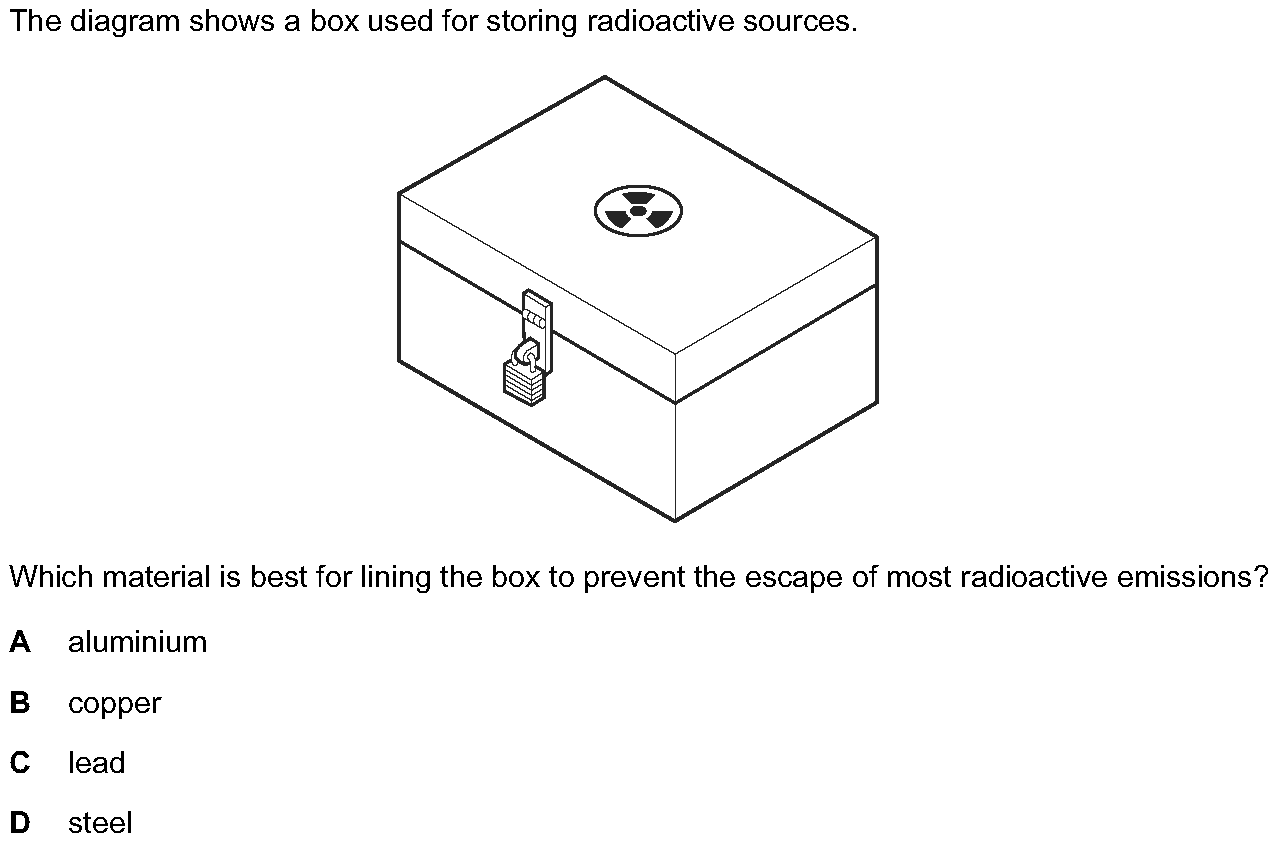 The diagram shows a box used for storing radioactive sources.
Which material is best for lining the box to prevent the escape of most radioactive emissions?
A aluminium
B copper
C lead
D steel